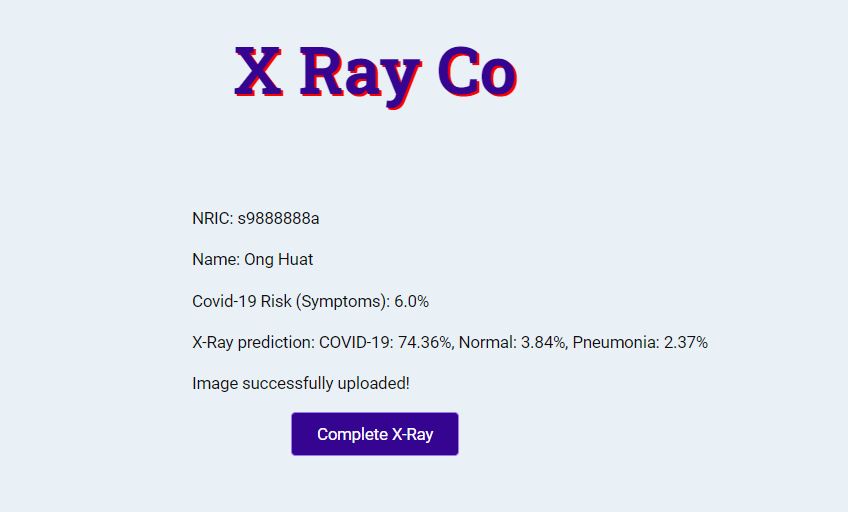 X Ray Co
NRIC: s9888888a
Name: Ong Huat
Covid-19 Risk (Symptoms): 6.0%
X-Ray prediction: COVID-19: 74.36%, Normal: 3.84%, Pneumonia: 2.37%
Image successfully uploaded!
Complete X-Ray